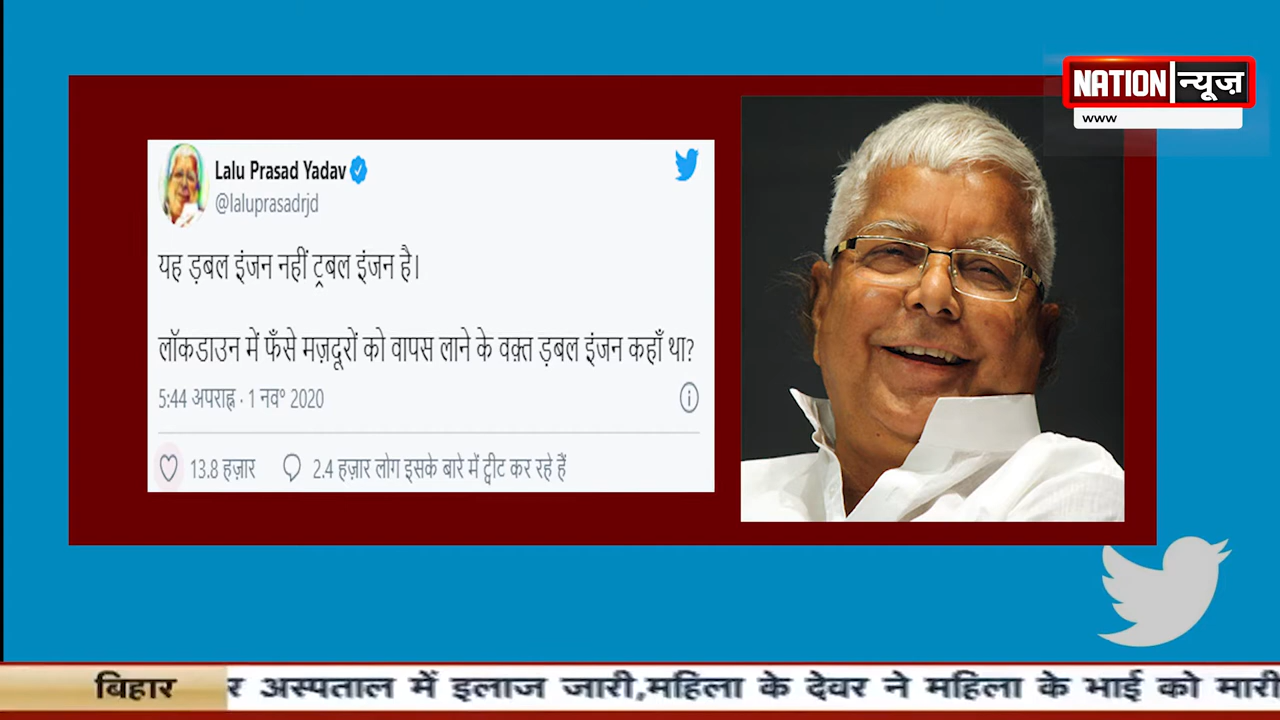 NATION न्यूज़
www
Lalu Prasad Yadav
@laluprasadrjd
यह ड़बल इंजन नहीं ट्रबल इंजन है।
लॉकडाउन में फँसे मज़दूरों को वापस लाने के वक़्त ड़बल इंजन कहाँ था?
5:44 अपराह्न · 1 नव॰ 2020
13.8 हज़ार 2.4 हज़ार लोग इसके बारे में ट्वीट कर रहे हैं
बिहार र अस्पताल में इलाज जारी,महिला के देवर ने महिला के भाई को मारी